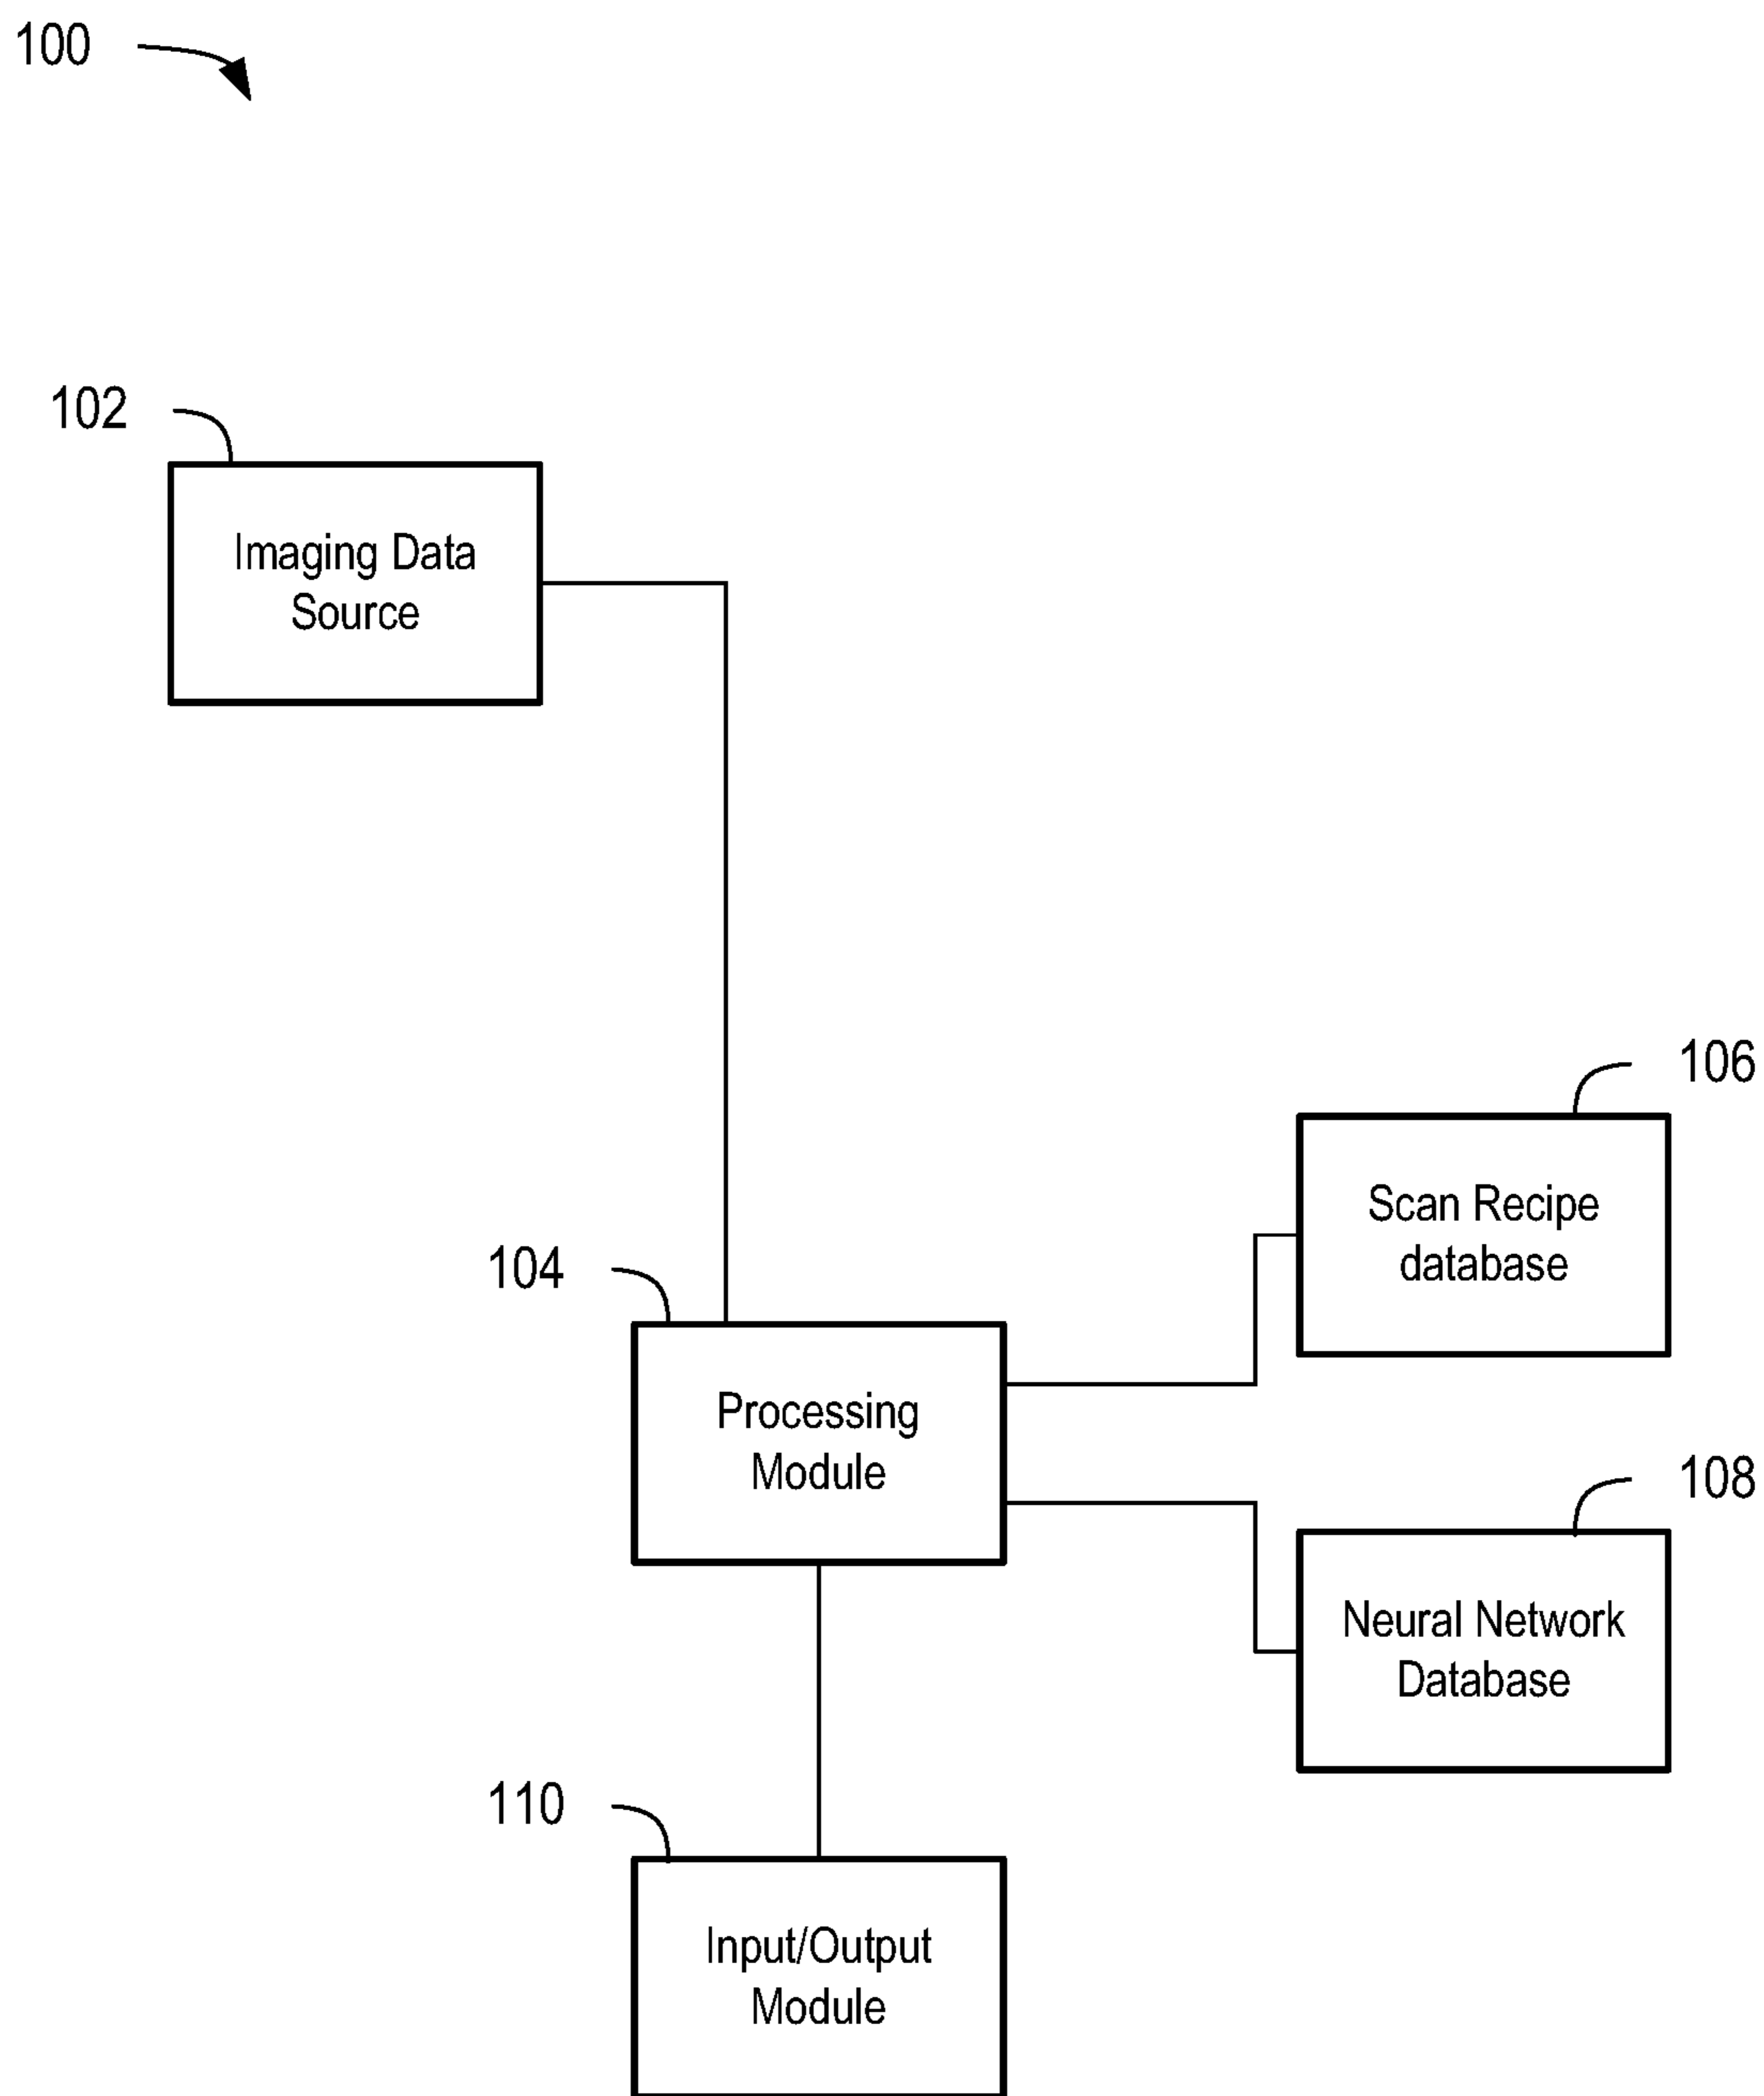 100
102
Imaging Data
Source
106
Scan Recipe
database
104
Processing
Module
108
Neural Network
Database
110
Input/Output
Module